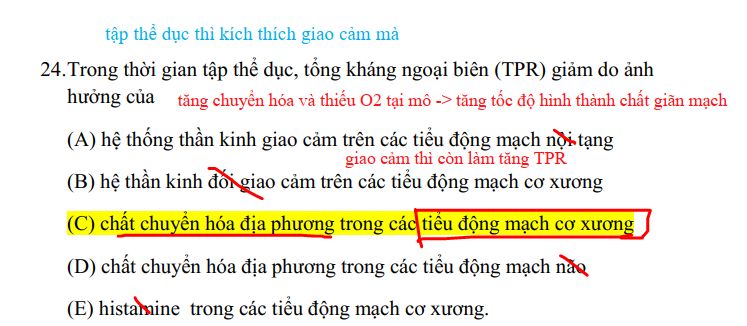 tập thể dục thì kích thích giao cảm mà
24.Trong thời gian tập thể dục, tổng kháng ngoại biên (TPR) giảm do ảnh
hưởng của tăng chuyển hóa và thiếu O2 tại mô -> tăng tốc độ hình thành chất giãn mạch
(A) hệ thống thần kinh giao cảm trên các tiểu động mạch nội tạng
giao cảm thì còn làm tăng TPR
(B) hệ thần kinh đối giao cảm trên các tiểu động mạch cơ xương
(C) chất chuyển hóa địa phương trong các tiểu động mạch cơ xương
(D) chất chuyển hóa địa phương trong các tiểu động mạch não
(E) histamine trong các tiểu động mạch cơ xương.